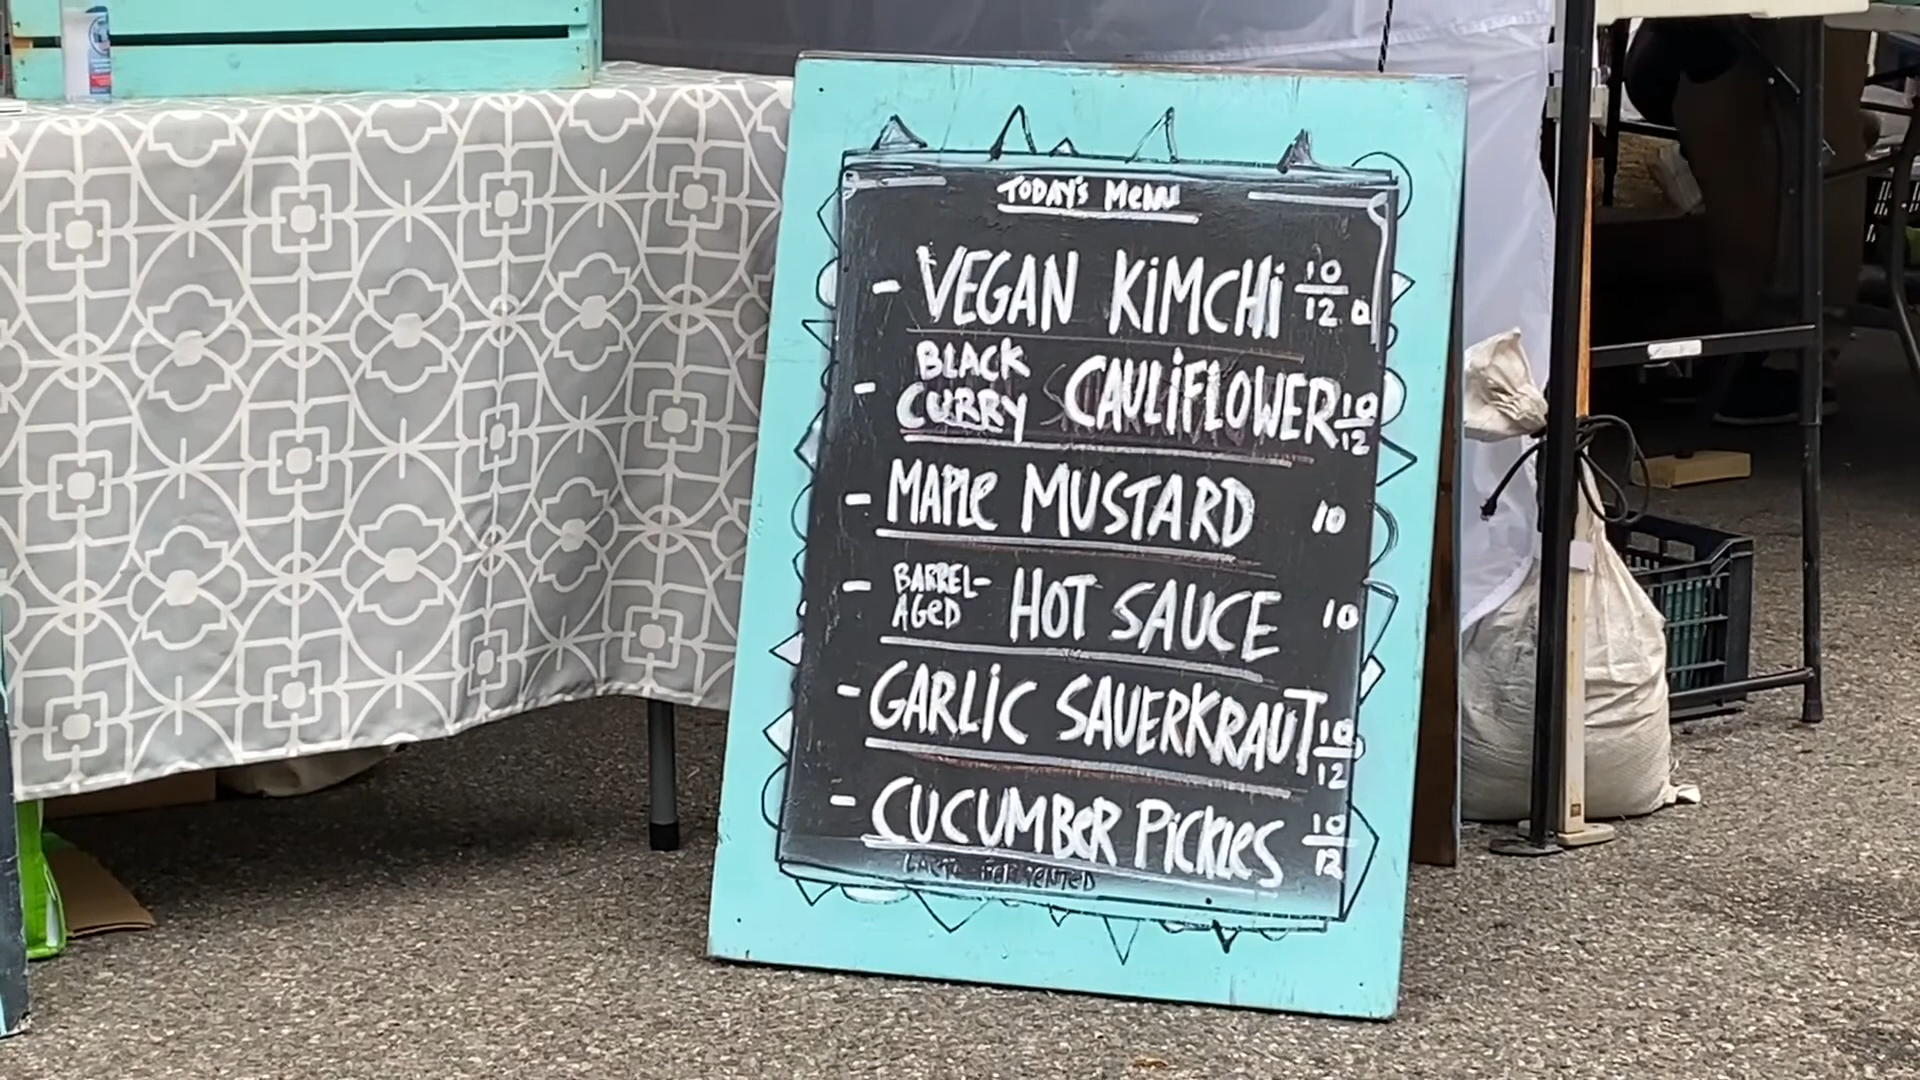 TODAY'S MENU
- VEGAN KIMCHI 10/12
- BLACK CURRY CAULIFLOWER 10/12
- MAPLE MUSTARD 10
- BARREL-AGED HOT SAUCE 10
- GARLIC SAUERKRAUT 10/12
- CUCUMBER PICKLES 10/12
LACTO FERMENTED